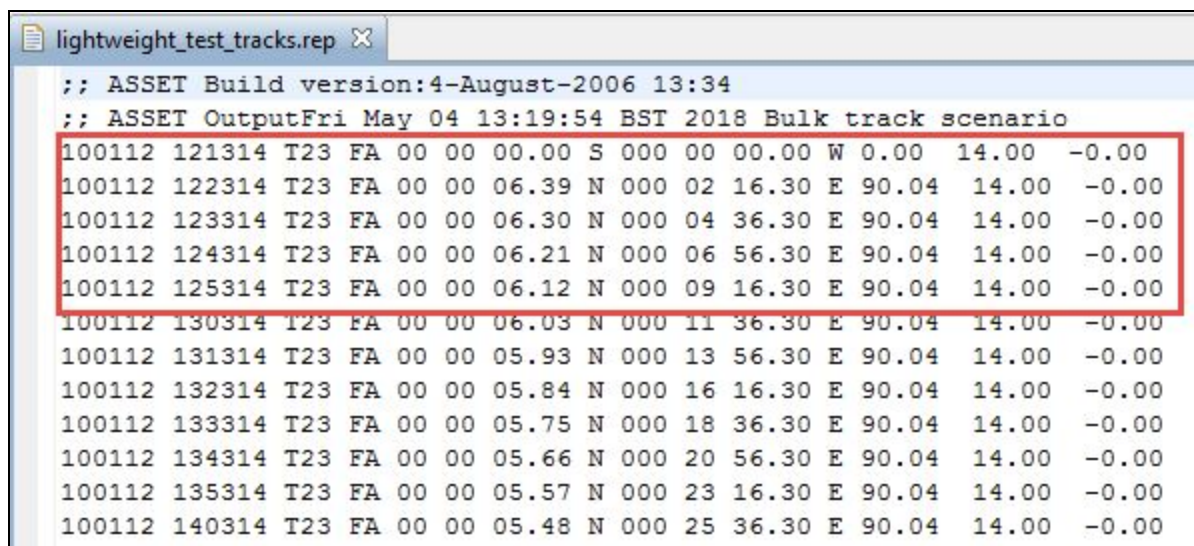 lightweight_test_tracks.rep
;; ASSET Build version:4-August-2006 13:34
;; ASSET OutputFri May 04 13:19:54 BST 2018 Bulk track scenario
100112 121314 T23 FA 00 00 00.00 S 000 00 00.00 W 0.00  14.00  -0.00
100112 122314 T23 FA 00 00 06.39 N 000 02 16.30 E 90.04  14.00  -0.00
100112 123314 T23 FA 00 00 06.30 N 000 04 36.30 E 90.04  14.00  -0.00
100112 124314 T23 FA 00 00 06.21 N 000 06 56.30 E 90.04  14.00  -0.00
100112 125314 T23 FA 00 00 06.12 N 000 09 16.30 E 90.04  14.00  -0.00
100112 130314 T23 FA 00 00 06.03 N 000 11 36.30 E 90.04  14.00  -0.00
100112 131314 T23 FA 00 00 05.93 N 000 13 56.30 E 90.04  14.00  -0.00
100112 132314 T23 FA 00 00 05.84 N 000 16 16.30 E 90.04  14.00  -0.00
100112 133314 T23 FA 00 00 05.75 N 000 18 36.30 E 90.04  14.00  -0.00
100112 134314 T23 FA 00 00 05.66 N 000 20 56.30 E 90.04  14.00  -0.00
100112 135314 T23 FA 00 00 05.57 N 000 23 16.30 E 90.04  14.00  -0.00
100112 140314 T23 FA 00 00 05.48 N 000 25 36.30 E 90.04  14.00  -0.00